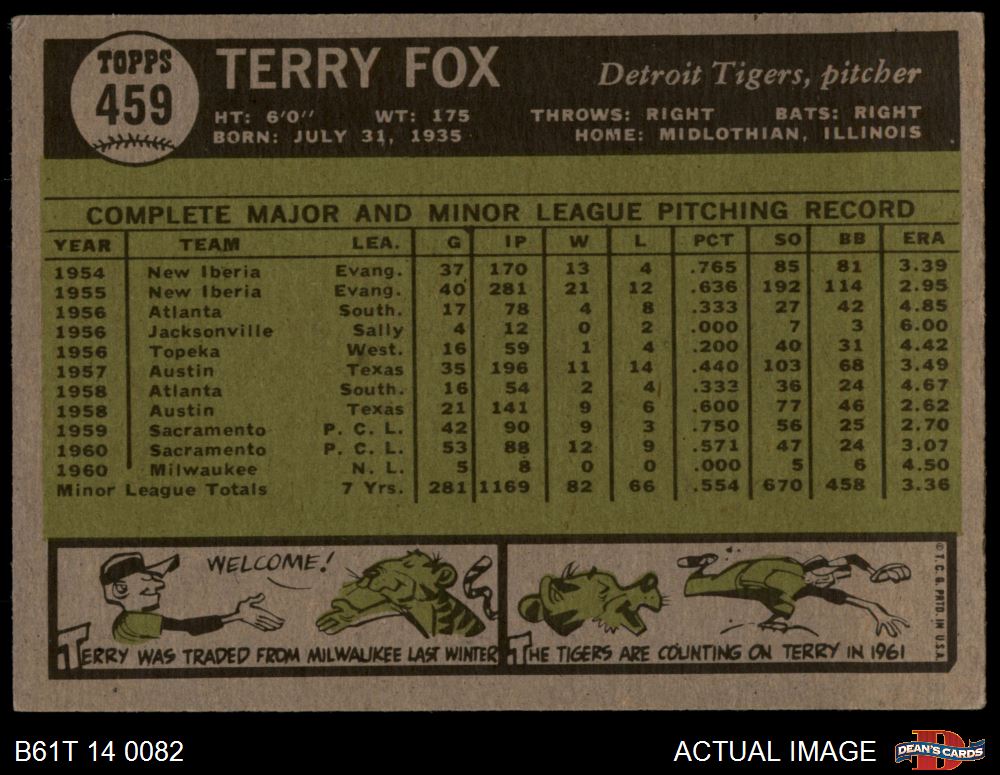 TOPPS
459
TERRY FOX
Detroit Tigers, pitcher
HT: 6'0" WT: 175 THROWS: RIGHT BATS: RIGHT
BORN: JULY 31, 1935 HOME: MIDLOTHIAN, ILLINOIS
COMPLETE MAJOR AND MINOR LEAGUE PITCHING RECORD
YEAR TEAM LEA. G IP W L PCT SO BB ERA
1954 New Iberia Evang. 37 170 13 4 .765 85 81 3.39
1955 New Iberia Evang. 40 281 21 12 .636 192 114 2.95
1956 Atlanta South. 17 78 4 8 .333 27 42 4.85
1956 Jacksonville Sally 4 12 0 2 .000 7 3 6.00
1956 Topeka West. 16 59 1 4 .200 40 31 4.42
1957 Austin Texas 35 196 11 14 .440 103 68 3.49
1958 Atlanta South. 16 54 2 4 .333 36 24 4.67
1958 Austin Texas 21 141 9 6 .600 77 46 2.62
1959 Sacramento P. C. L. 42 90 9 3 .750 56 25 2.70
1960 Sacramento P. C. L. 53 88 12 9 .571 47 24 3.07
1960 Milwaukee N. L. 5 8 0 0 .000 5 6 4.50
Minor League Totals 7 Yrs. 281 1169 82 66 .554 670 458 3.36
WELCOME!
TERRY WAS TRADED FROM MILWAUKEE LAST WINTER
THE TIGERS ARE COUNTING ON TERRY IN 1961
© T. C. G. PRTD. IN U.S.A.
B61T 14 0082
ACTUAL IMAGE
D
DEAN'S CARDS